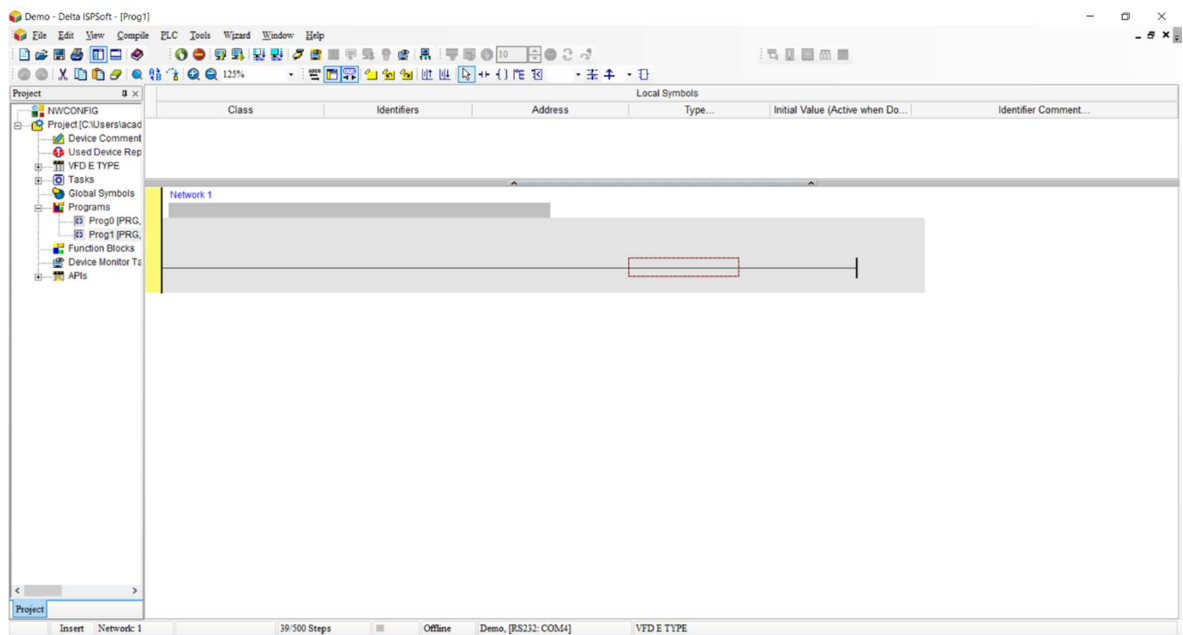 Demo - Delta ISPSoft - [Prog1]
File Edit View Compile PLC Tools Wizard Window Help
10
125%
Project
Local Symbols
Class Identifiers Address Type... Initial Value (Active when Do... Identifier Comment...
NWCONFIG
Project [C:\Users\acad
Device Comment
Used Device Rep
VFD E TYPE
Tasks
Global Symbols
Programs
Prog0 [PRG,
Prog1 [PRG,
Function Blocks
Device Monitor Ta
APIs
Network 1
Project
Insert Network: 1 39/500 Steps Offline Demo, [RS232: COM4] VFD E TYPE